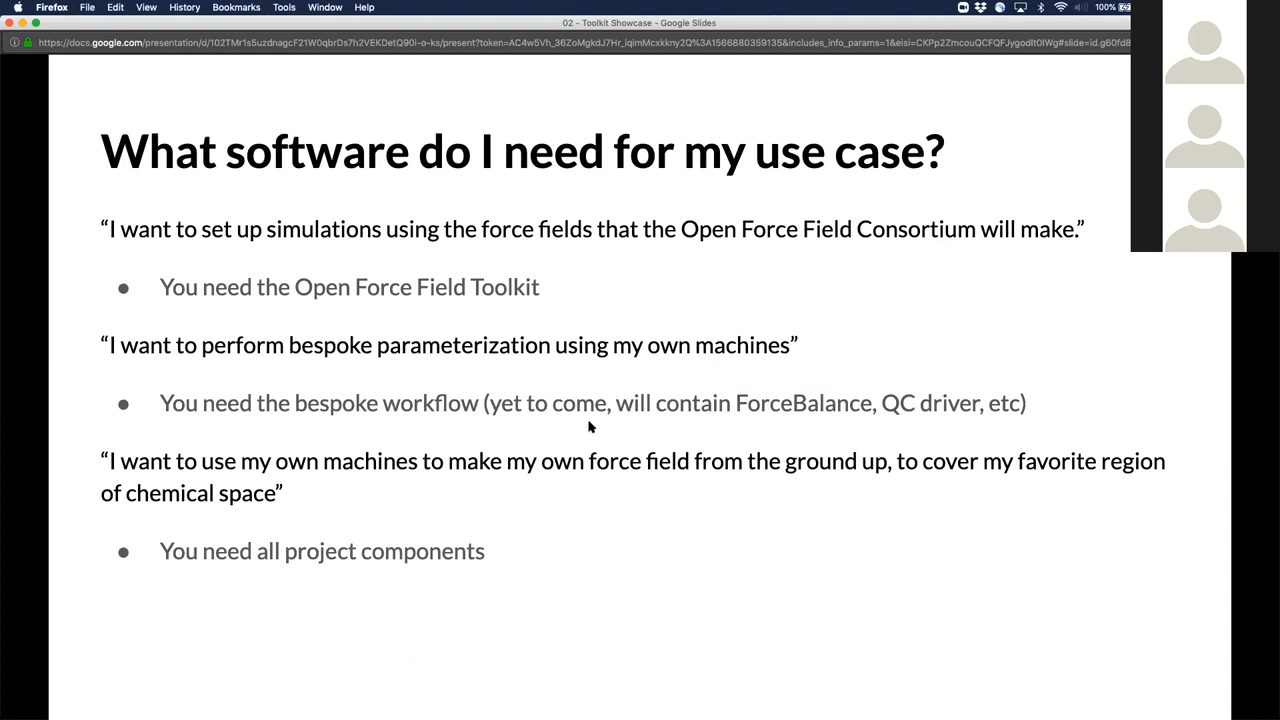 Firefox File Edit View History Bookmarks Tools Window Help 100%
02 - Toolkit Showcase - Google Slides
What software do I need for my use case?
“I want to set up simulations using the force fields that the Open Force Field Consortium will make.”
● You need the Open Force Field Toolkit
“I want to perform bespoke parameterization using my own machines”
● You need the bespoke workflow (yet to come, will contain ForceBalance, QC driver, etc)
“I want to use my own machines to make my own force field from the ground up, to cover my favorite region
of chemical space”
● You need all project components